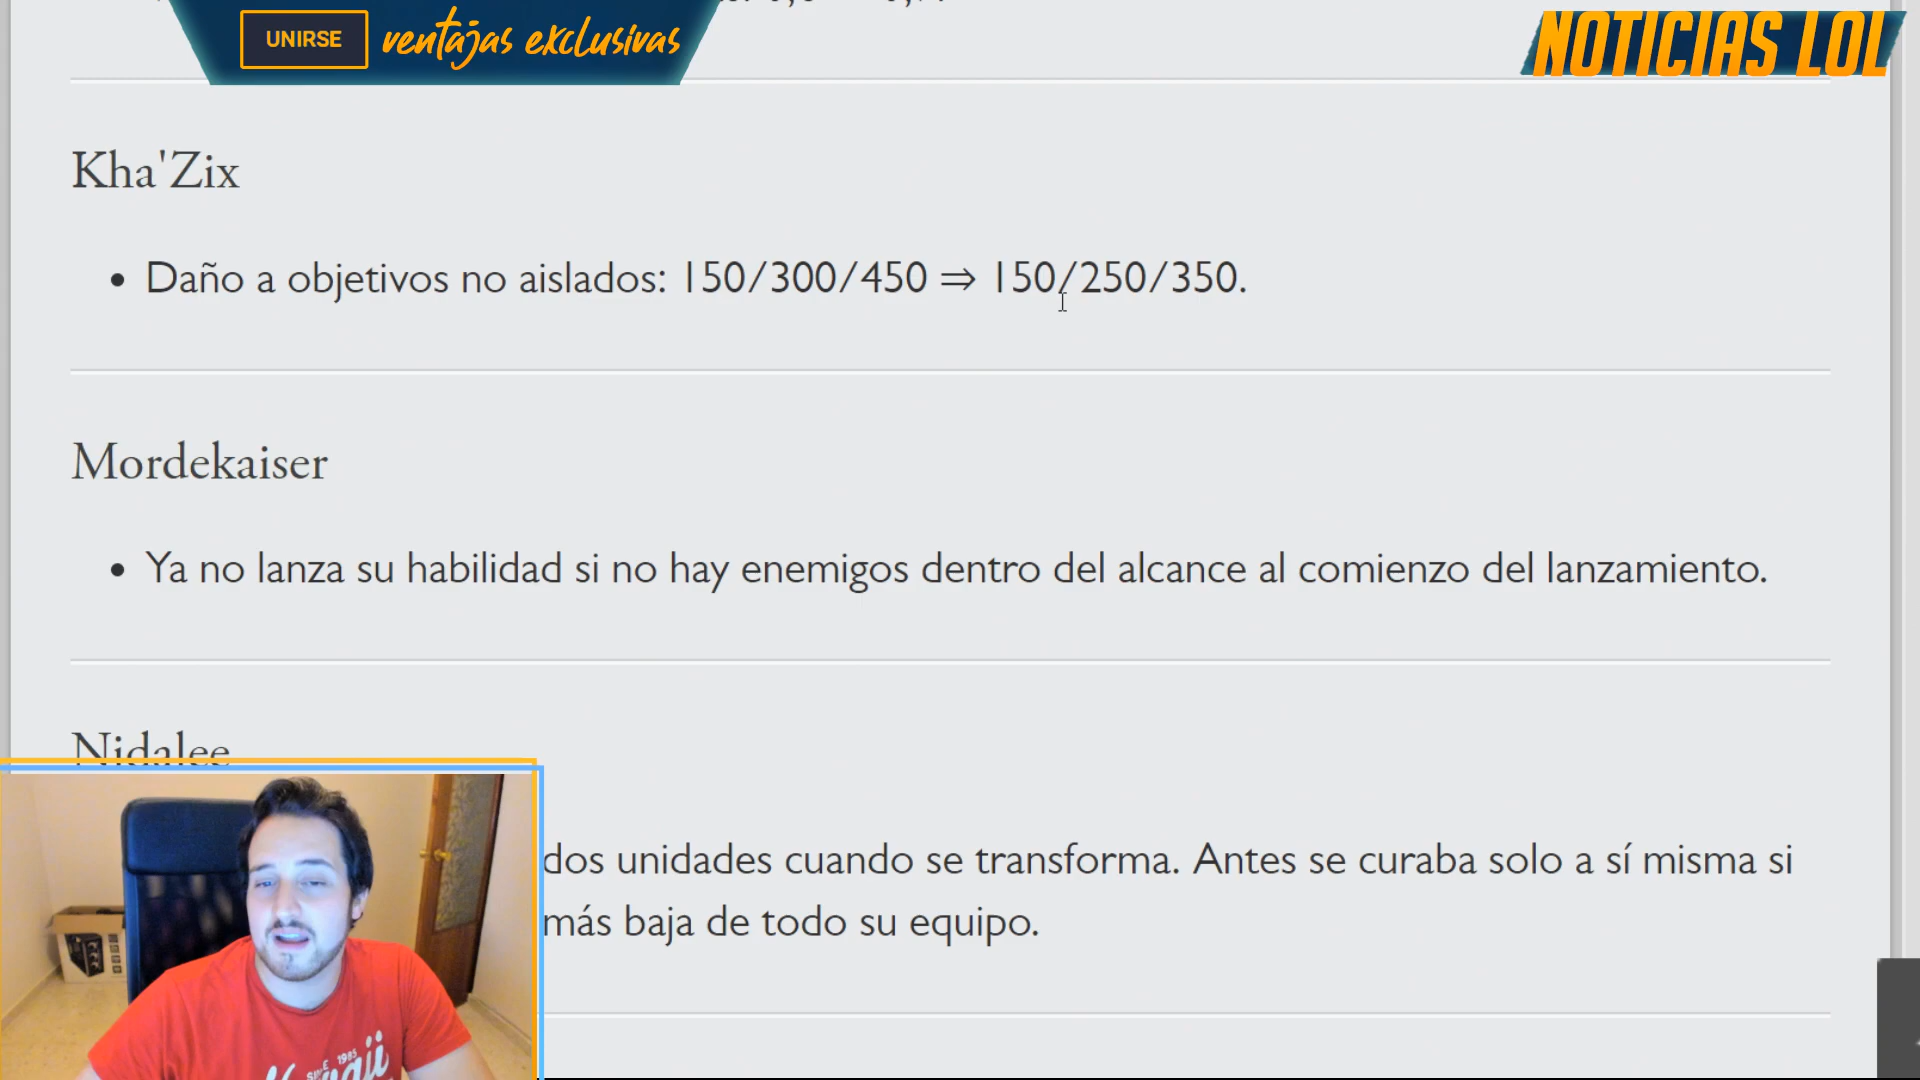 UNIRSE ventajas exclusivas
NOTICIAS LOL
Kha'Zix
• Daño a objetivos no aislados: 150/300/450 ⇒ 150/250/350.
Mordekaiser
• Ya no lanza su habilidad si no hay enemigos dentro del alcance al comienzo del lanzamiento.
Nidalee
dos unidades cuando se transforma. Antes se curaba solo a sí misma si
más baja de todo su equipo.
1985